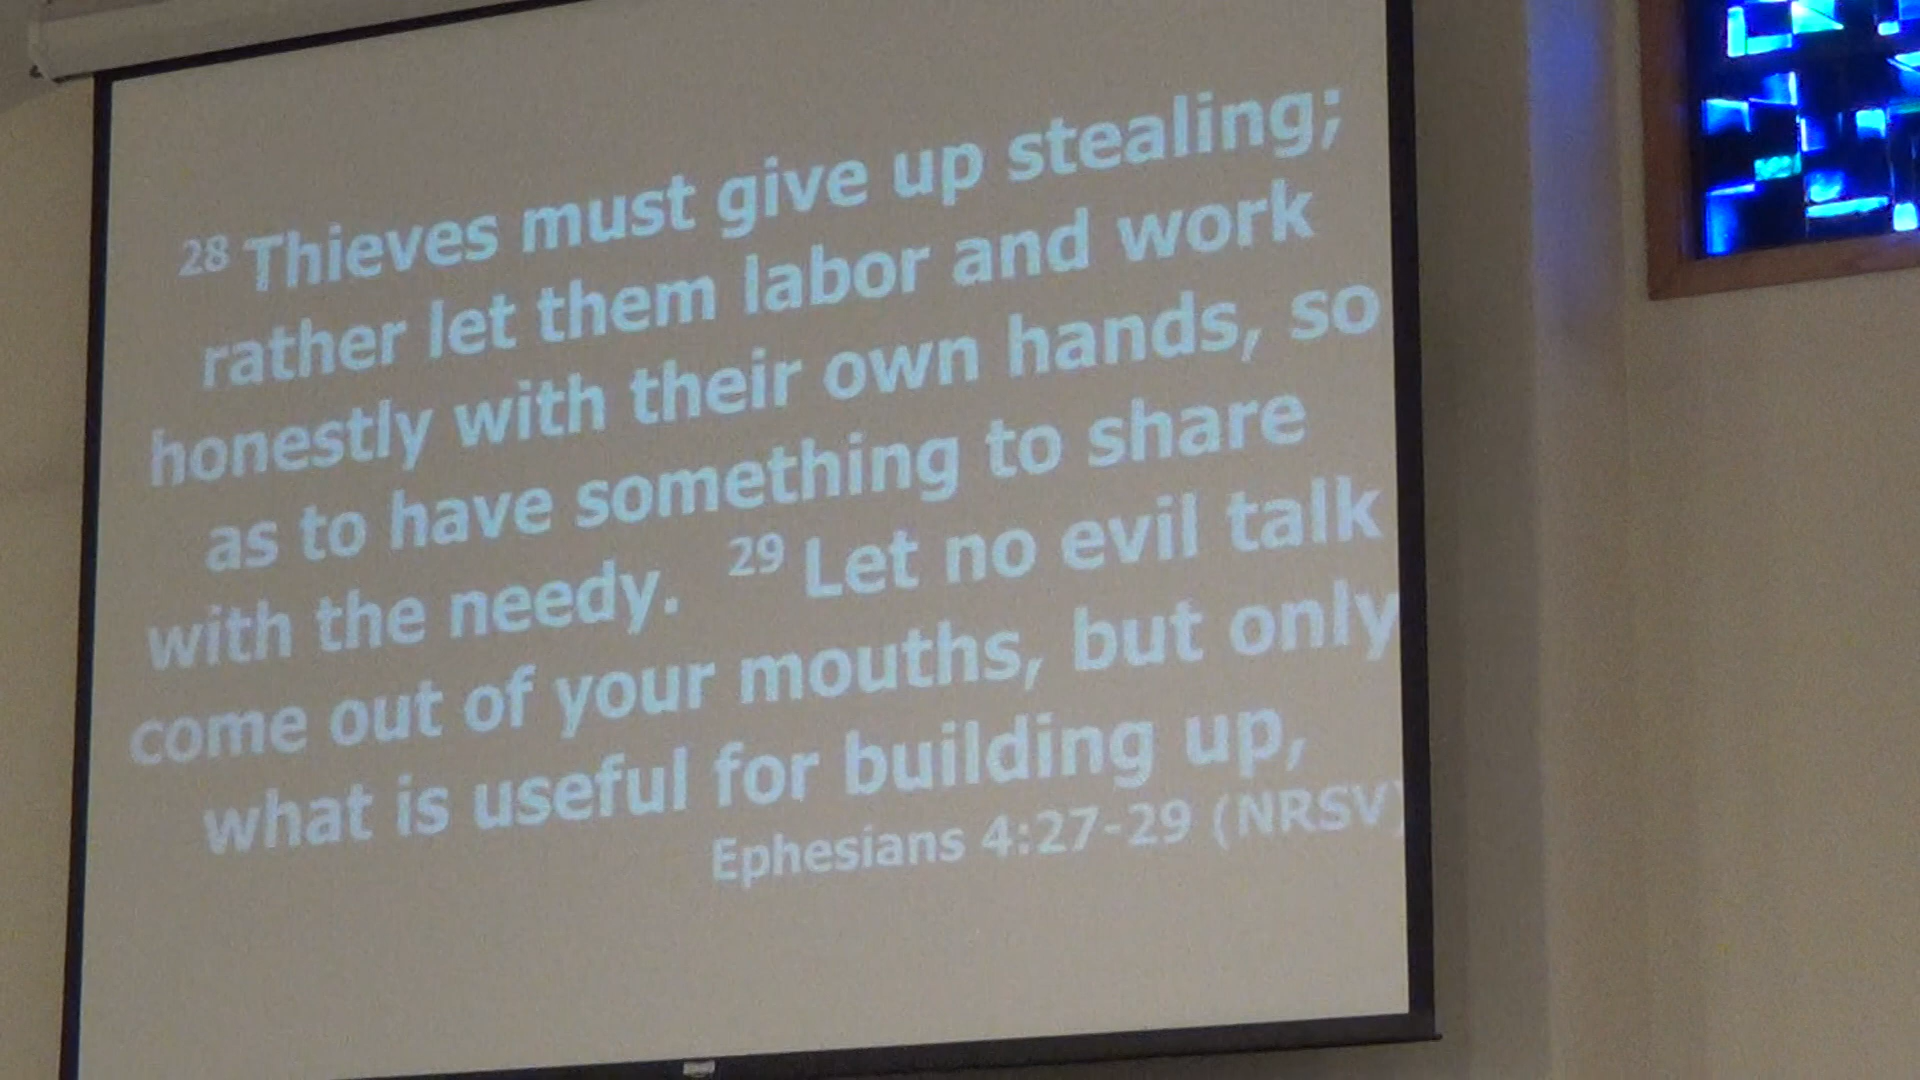 28 Thieves must give up stealing;
rather let them labor and work
honestly with their own hands, so
as to have something to share
with the needy. 29 Let no evil talk
come out of your mouths, but only
what is useful for building up,
Ephesians 4:27-29 (NRSV)